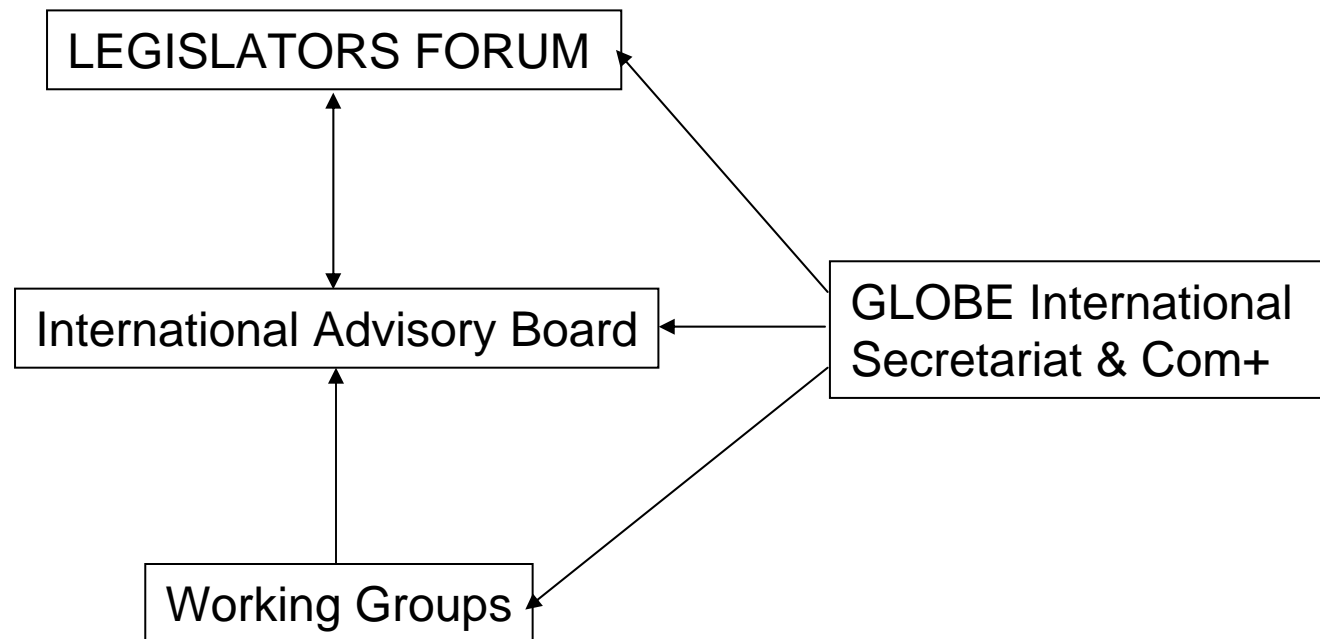 LEGISLATORS FORUM
International Advisory Board
GLOBE International
Secretariat & Com+
Working Groups